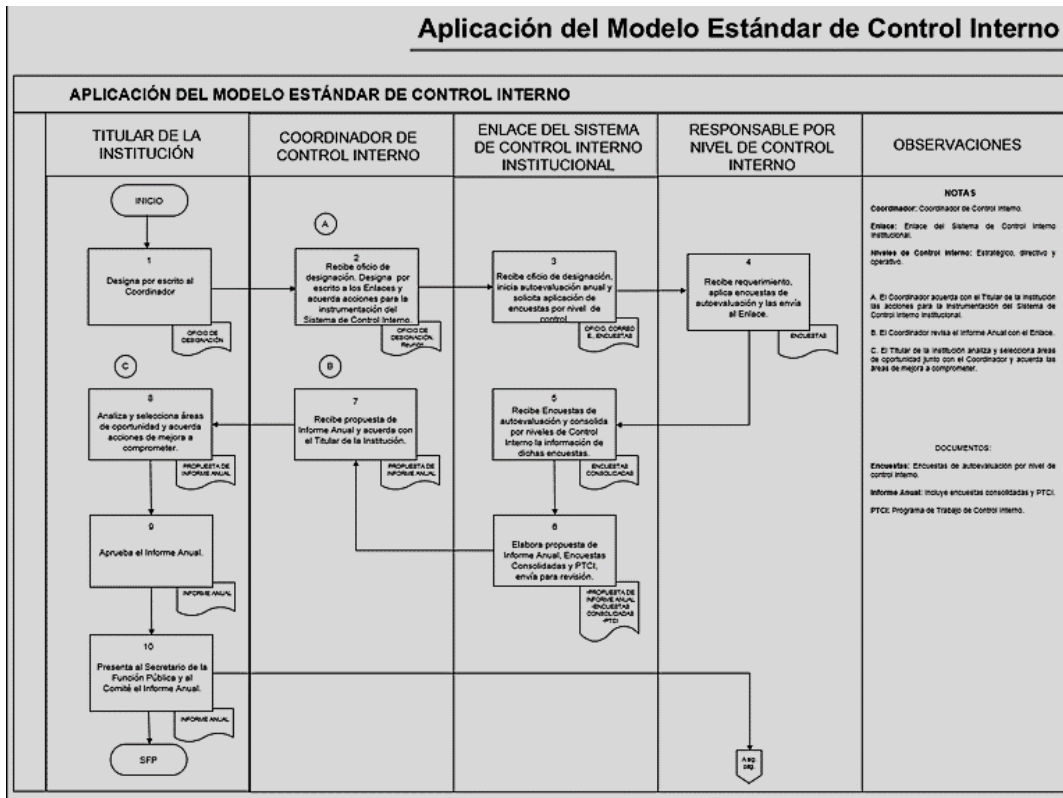 Aplicación del Modelo Estándar de Control Interno
APLICACIÓN DEL MODELO ESTÁNDAR DE CONTROL INTERNO
TITULAR DE LA
INSTITUCIÓN
COORDINADOR DE
CONTROL INTERNO
ENLACE DEL SISTEMA
DE CONTROL INTERNO
INSTITUCIONAL
RESPONSABLE POR
NIVEL DE CONTROL
INTERNO
OBSERVACIONES
INICIO
1
Designa por escrito al
Coordinador
OFICIO DE
DESIGNACIÓN
A
2
Recibe oficio de
designación. Designa por
escrito a los Enlaces y
acuerda acciones para la
instrumentación del
Sistema de Control Interno.
OFICIO DE
DESIGNACIÓN.
Reunión
3
Recibe oficio de designación,
inicia autoevaluación anual y
solicita aplicación de
encuestas por nivel de
control
OFICIO, CORREO
E., ENCUESTAS
4
Recibe requerimiento,
aplica encuestas de
autoevaluación y las envía
al Enlace.
ENCUESTAS
C
8
Analiza y selecciona áreas
de oportunidad y acuerda
acciones de mejora a
comprometer.
PROPUESTA DE
INFORME ANUAL
B
7
Recibe propuesta de
Informe Anual y acuerda con
el Titular de la Institución.
PROPUESTA DE
INFORME ANUAL
5
Recibe Encuestas de
autoevaluación y consolida
por niveles de Control
Interno la información de
dichas encuestas.
ENCUESTAS
CONSOLIDADAS
9
Aprueba el Informe Anual.
INFORME ANUAL
6
Elabora propuesta de
Informe Anual, Encuestas
Consolidadas y PTCI,
envía para revisión.
-PROPUESTA DE
INFORME ANUAL
-ENCUESTAS
CONSOLIDADAS
-PTCI
10
Presenta al Secretario de la
Función Pública y al
Comité el Informe Anual.
INFORME ANUAL
SFP
NOTAS
Coordinador: Coordinador de Control Interno.
Enlace: Enlace del Sistema de Control Interno
Institucional.
Niveles de Control Interno: Estratégico, directivo y
operativo.
A. El Coordinador acuerda con el Titular de la Institución
las acciones para la Instrumentación del Sistema de
Control Interno Institucional.
B. El Coordinador revisa el Informe Anual con el Enlace.
C. El Titular de la Institución analiza y selecciona áreas
de oportunidad junto con el Coordinador y acuerda las
áreas de mejora a comprometer.
DOCUMENTOS:
Encuestas: Encuestas de autoevaluación por nivel de
control interno.
Informe Anual: Incluye encuestas consolidadas y PTCI.
PTCI: Programa de Trabajo de Control Interno.